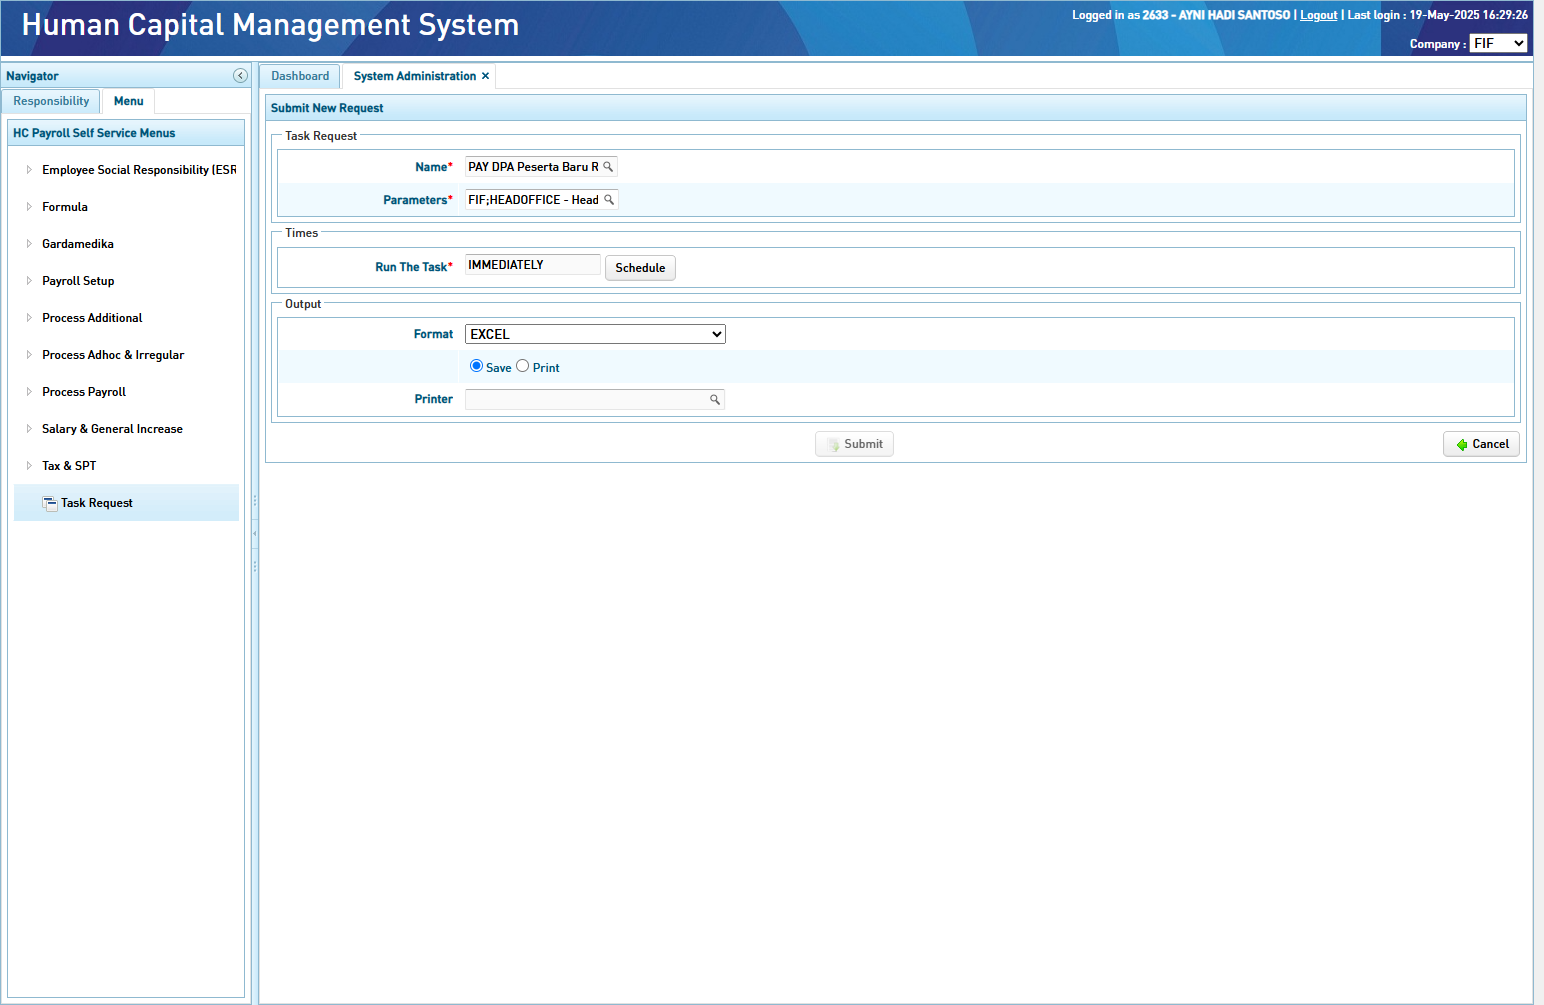 Human Capital Management System
Logged in as 2633 - AYNI HADI SANTOSO | Logout | Last login : 19-May-2025 16:29:26
Company : FIF
Navigator
Responsibility Menu
HC Payroll Self Service Menus
Employee Social Responsibility (ESR
Formula
Gardamedika
Payroll Setup
Process Additional
Process Adhoc & Irregular
Process Payroll
Salary & General Increase
Tax & SPT
Task Request
Dashboard System Administration ×
Submit New Request
Task Request
Name* PAY DPA Peserta Baru R
Parameters* FIF;HEADOFFICE - Head
Times
Run The Task* IMMEDIATELY Schedule
Output
Format EXCEL
Save Print
Printer
Submit Cancel